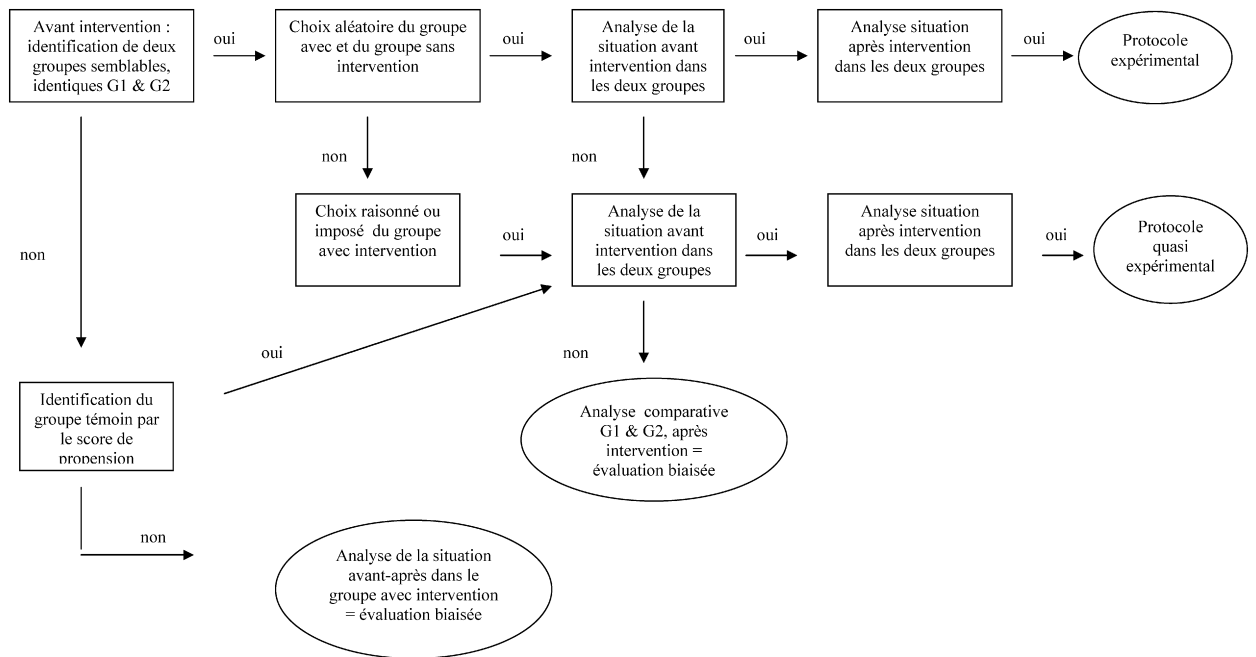 Avant intervention :
identification de deux
groupes semblables,
identiques G1 & G2
oui
Choix aléatoire du groupe
avec et du groupe sans
intervention
oui
Analyse de la
situation avant
intervention dans
les deux groupes
oui
Analyse situation
après intervention
dans les deux groupes
oui
Protocole
expérimental
non
non
non
Choix raisonné ou
imposé du groupe
avec intervention
oui
Analyse de la
situation avant
intervention dans
les deux groupes
oui
Analyse situation
après intervention
dans les deux groupes
oui
Protocole
quasi
expérimental
oui
non
Identification du
groupe témoin par
le score de
propension
Analyse comparative
G1 & G2, après
intervention =
évaluation biaisée
non
Analyse de la situation
avant-après dans le
groupe avec intervention
= évaluation biaisée